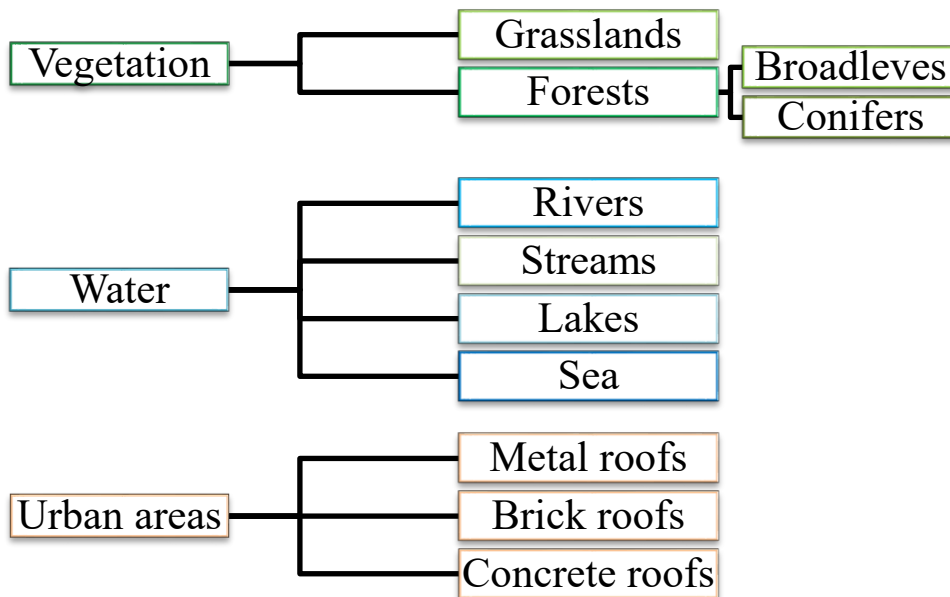 Vegetation
Grasslands
Forests
Broadleves
Conifers
Water
Rivers
Streams
Lakes
Sea
Urban areas
Metal roofs
Brick roofs
Concrete roofs